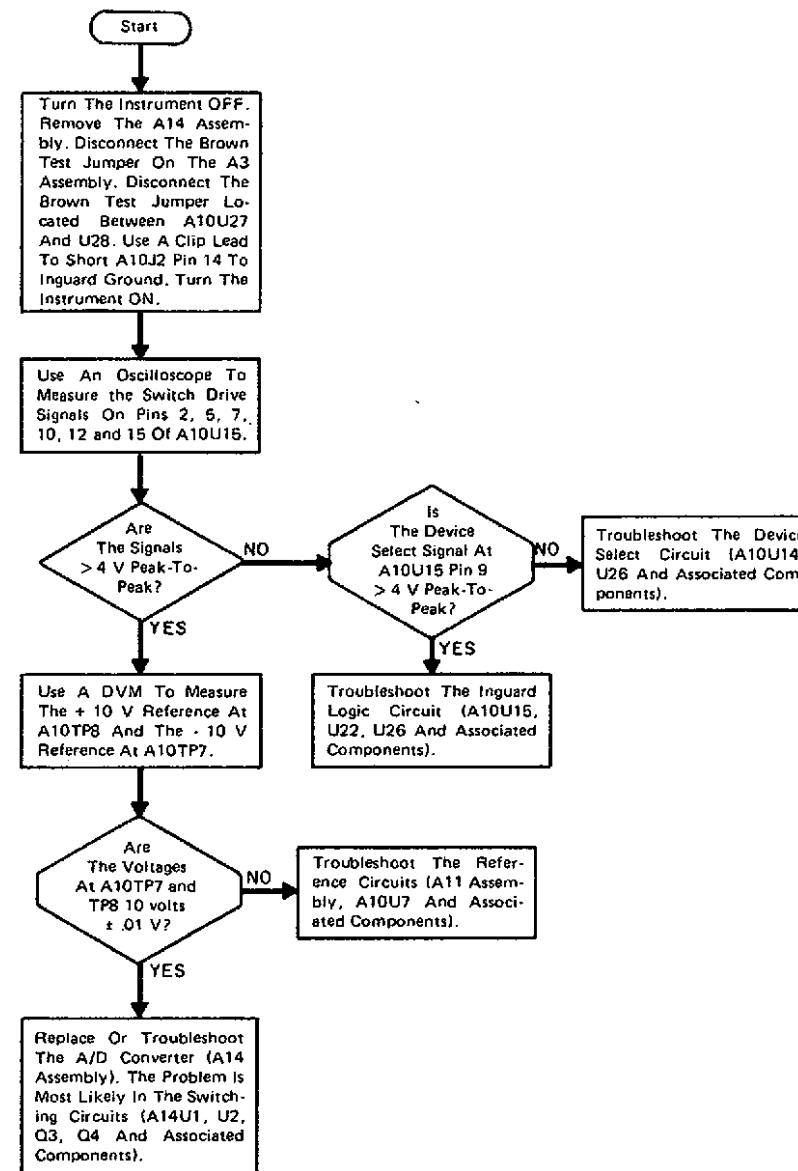 Start
Turn The Instrument OFF.
Remove The A14 Assem-
bly. Disconnect The Brown
Test Jumper On The A3
Assembly. Disconnect The
Brown Test Jumper Lo-
cated Between A10U27
And U28. Use A Clip Lead
To Short A10J2 Pin 14 To
Inguard Ground. Turn The
Instrument ON.
Use An Oscilloscope To
Measure the Switch Drive
Signals On Pins 2, 5, 7,
10, 12 and 15 Of A10U15.
Are
The Signals
> 4 V Peak-To-
Peak?
NO
YES
Is
The Device
Select Signal At
A10U15 Pin 9
> 4 V Peak-To-
Peak?
NO
YES
Troubleshoot The Device
Select Circuit (A10U14
U26 And Associated Com
ponents).
Troubleshoot The Inguard
Logic Circuit (A10U15,
U22, U26 And Associated
Components).
Use A DVM To Measure
The + 10 V Reference At
A10TP8 And The - 10 V
Reference At A10TP7.
Are
The Voltages
At A10TP7 and
TP8 10 volts
± .01 V?
NO
YES
Troubleshoot The Refer-
ence Circuits (A11 Assem-
bly, A10U7 And Associ-
ated Components).
Replace Or Troubleshoot
The A/D Converter (A14
Assembly). The Problem Is
Most Likely In The Switch-
ing Circuits (A14U1, U2,
Q3, Q4 And Associated
Components).